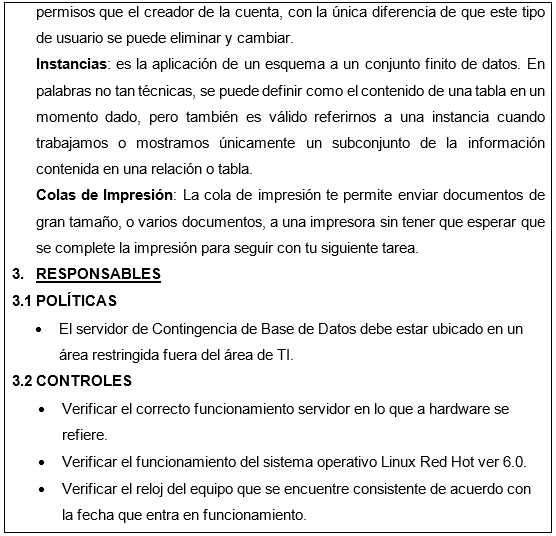 permisos que el creador de la cuenta, con la única diferencia de que este tipo
de usuario se puede eliminar y cambiar.
Instancias: es la aplicación de un esquema a un conjunto finito de datos. En
palabras no tan técnicas, se puede definir como el contenido de una tabla en un
momento dado, pero también es válido referirnos a una instancia cuando
trabajamos o mostramos únicamente un subconjunto de la información
contenida en una relación o tabla.
Colas de Impresión: La cola de impresión te permite enviar documentos de
gran tamaño, o varios documentos, a una impresora sin tener que esperar que
se complete la impresión para seguir con tu siguiente tarea.
3. RESPONSABLES
3.1 POLÍTICAS
• El servidor de Contingencia de Base de Datos debe estar ubicado en un
área restringida fuera del área de TI.
3.2 CONTROLES
• Verificar el correcto funcionamiento servidor en lo que a hardware se
refiere.
• Verificar el funcionamiento del sistema operativo Linux Red Hot ver 6.0.
• Verificar el reloj del equipo que se encuentre consistente de acuerdo con
la fecha que entra en funcionamiento.